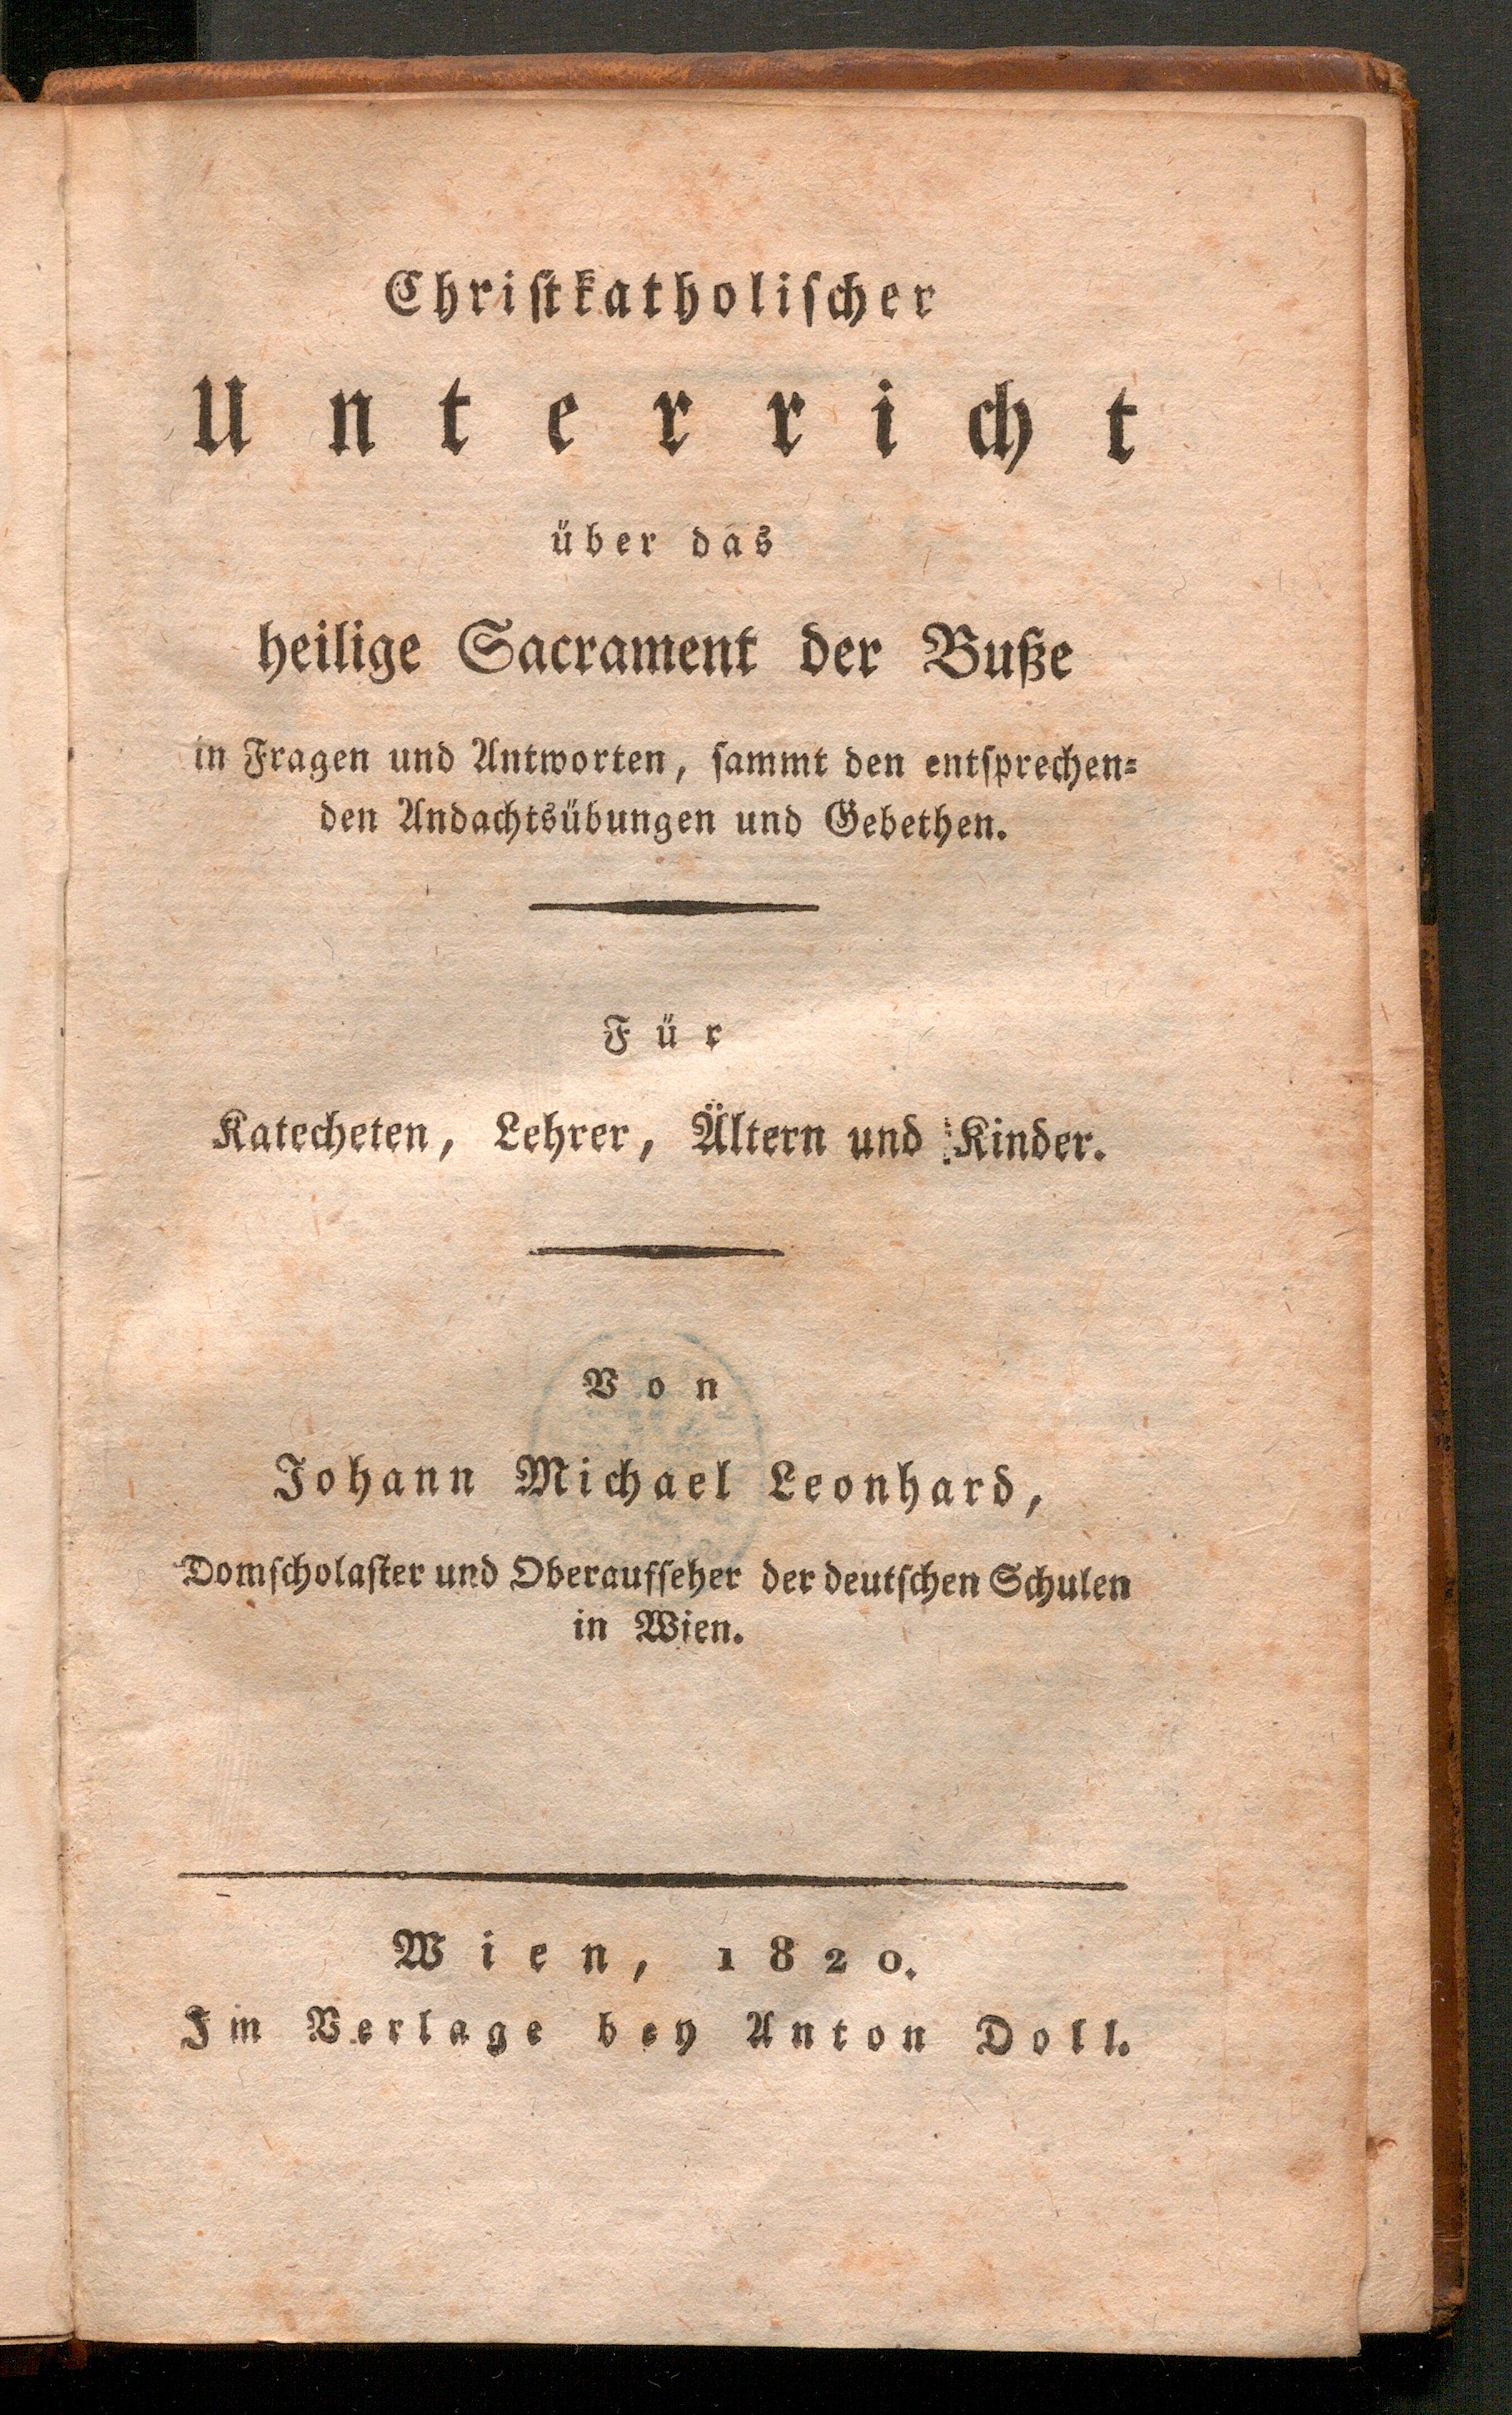 Christkatholischer
Unterricht
über das
heilige Sacrament der Buße
in Fragen und Antworten, sammt den entsprechen⸗
den Andachtsübungen und Gebethen.
Für
Katecheten, Lehrer, Ältern und Kinder.
Von
Johann Michael Leonhard,
Domscholaster und Oberaufseher der deutschen Schulen
in Wien.
Wien, 1820.
Im Verlage bey Anton Doll.